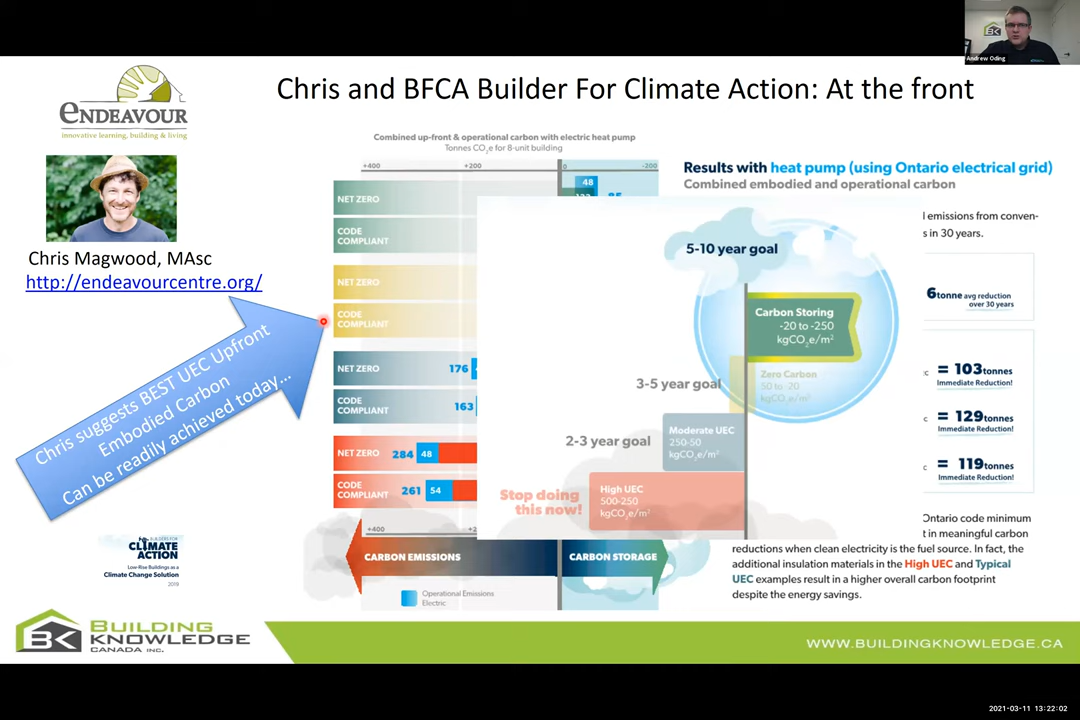 Andrew Oding
Chris and BFCA Builder For Climate Action: At the front
ENDEAVOUR
innovative learning, building & living
Chris Magwood, MASc
http://endeavourcentre.org/
Chris suggests BEST UEC Upfront
Embodied Carbon
Can be readily achieved today…
BUILDERS FOR
CLIMATE
ACTION
Low-Rise Buildings as a
Climate Change Solution
2019
Combined up-front & operational carbon with electric heat pump
Tonnes CO2e for 8-unit building
+400 +200 0 -200
48
NET ZERO
CODE
COMPLIANT
NET ZERO
CODE
COMPLIANT
NET ZERO 176
CODE
COMPLIANT 163
NET ZERO 284 48
CODE
COMPLIANT 261 54
+400
CARBON EMISSIONS CARBON STORAGE
Operational Emissions
Electric
5-10 year goal
Carbon Storing
-20 to -250
kgCO2e/m²
3-5 year goal
Zero Carbon
50 to -20
kgCO2e/m²
2-3 year goal
Moderate UEC
250-50
kgCO2e/m²
Stop doing
this now!
High UEC
500-250
kgCO2e/m²
Results with heat pump (using Ontario electrical grid)
Combined embodied and operational carbon
l emissions from conven-
s in 30 years.
6tonne avg reduction
over 30 years
= 103tonnes
Immediate Reduction!
= 129tonnes
Immediate Reduction!
= 119tonnes
Immediate Reduction!
Ontario code minimum
t in meaningful carbon
reductions when clean electricity is the fuel source. In fact, the
additional insulation materials in the High UEC and Typical
UEC examples result in a higher overall carbon footprint
despite the energy savings.
BK BUILDING
KNOWLEDGE
CANADA INC.
WWW.BUILDINGKNOWLEDGE.CA
2021-03-11 13:22:02